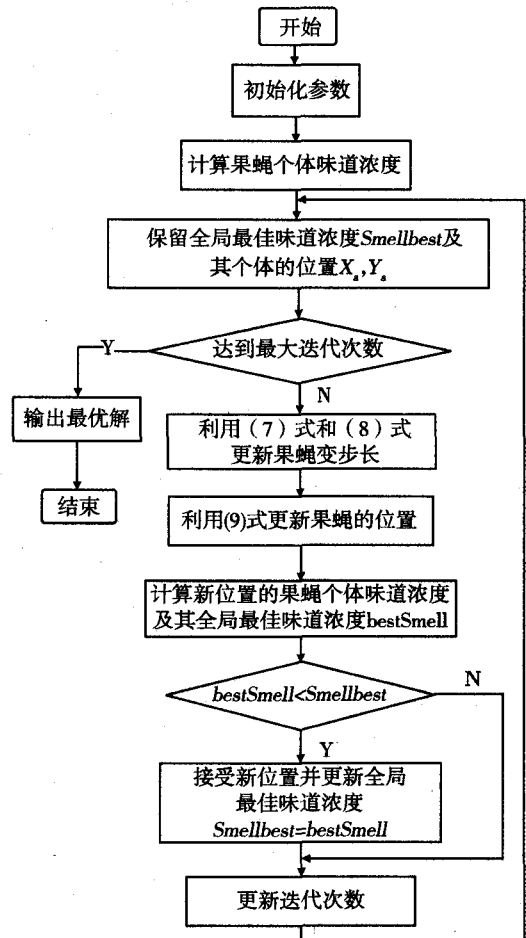 开始
初始化参数
计算果蝇个体味道浓度
保留全局最佳味道浓度Smellbest及
其个体的位置Xₐ,Yₐ
达到最大迭代次数
Y
N
输出最优解
利用（7）式和（8）式
更新果蝇变步长
结束
利用(9)式更新果蝇的位置
计算新位置的果蝇个体味道浓度
及其全局最佳味道浓度bestSmell
bestSmell<Smellbest
N
Y
接受新位置并更新全局
最佳味道浓度
Smellbest=bestSmell
更新迭代次数